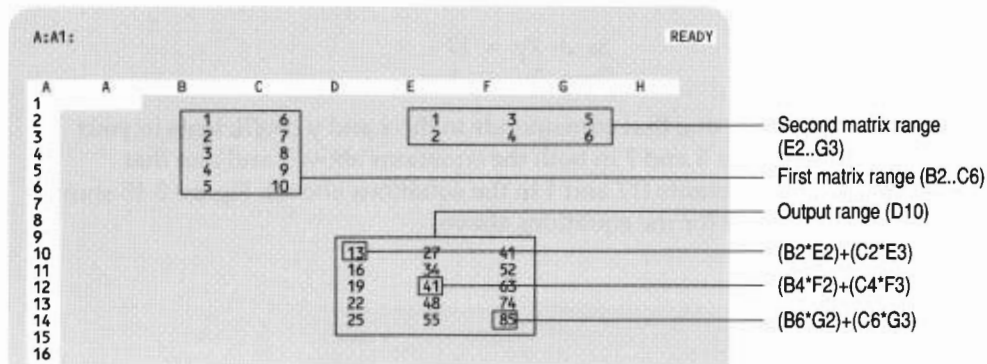 A:A1: READY
A A B C D E F G H
1
2 1 6 1 3 5
3 2 7 2 4 6
4 3 8
5 4 9
6 5 10
7
8
9
10 13 27 41
11 16 34 52
12 19 41 63
13 22 48 74
14 25 55 85
15
16
Second matrix range
(E2..G3)
First matrix range (B2..C6)
Output range (D10)
(B2*E2)+(C2*E3)
(B4*F2)+(C4*F3)
(B6*G2)+(C6*G3)